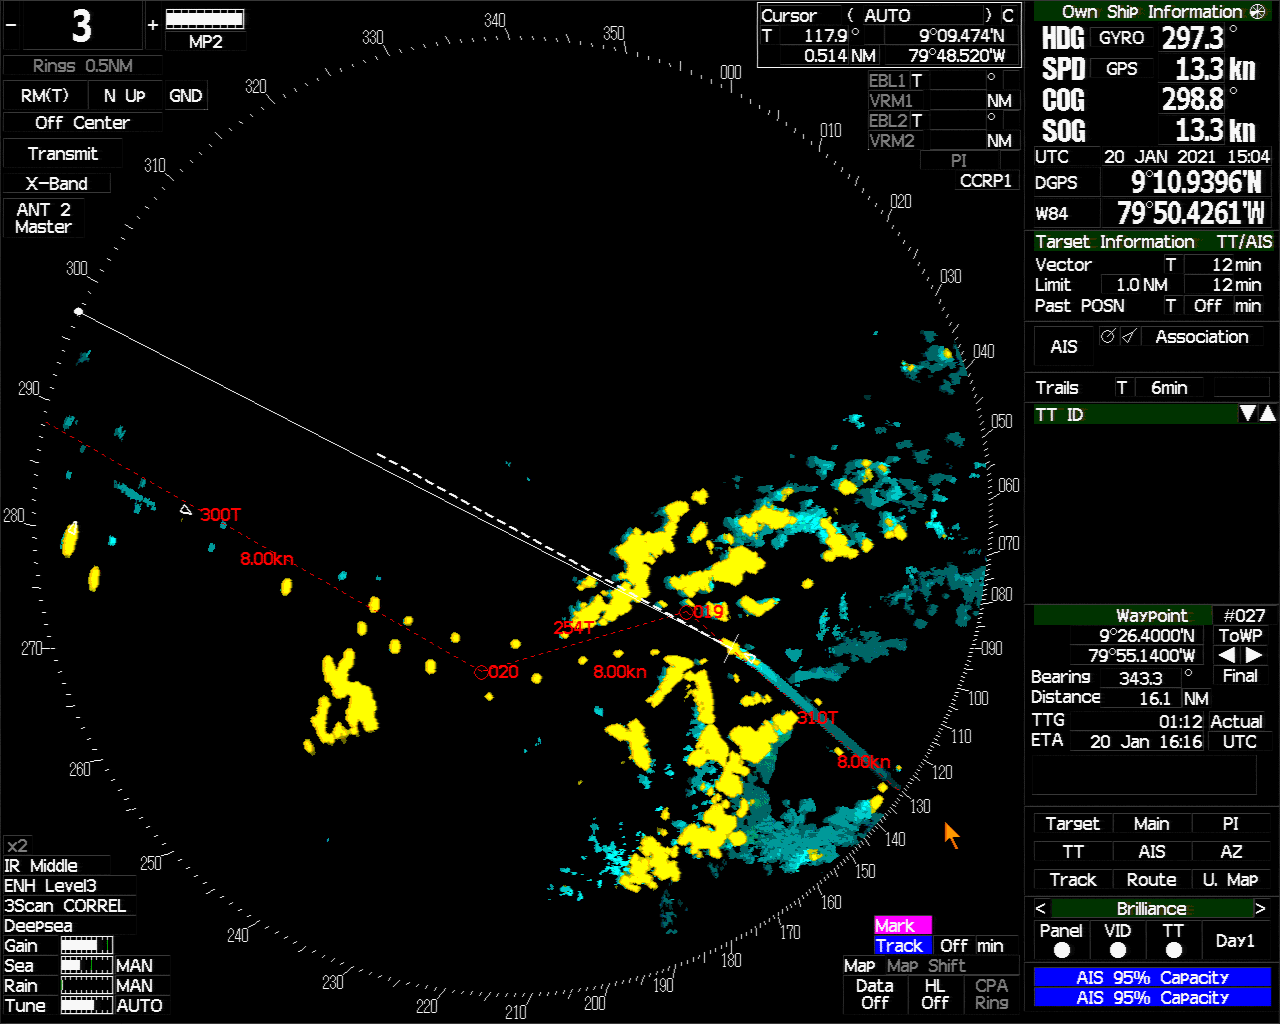 − 3 +
MP2
Rings 0.5NM
RM(T) N Up GND
Off Center
Transmit
X-Band
ANT 2
Master
Cursor ( AUTO ) C
T 117.9° 9°09.474'N
0.514 NM 79°48.520'W
EBL1 T °
VRM1 NM
EBL2 T °
VRM2 NM
PI
CCRP1
340
350
000
010
020
030
040
050
060
070
080
090
100
110
120
130
140
150
160
170
180
190
200
210
220
230
240
250
260
270
280
290
300
310
320
330
300T
8.00kn
254T
019
020
8.00kn
310T
8.00kn
x2
IR Middle
ENH Level3
3Scan CORREL
Deepsea
Gain
Sea MAN
Rain MAN
Tune AUTO
Mark
Track Off min
Map Map Shift
Data Off
HL Off
CPA Ring
Own Ship Information
HDG GYRO 297.3°
SPD GPS 13.3 kn
COG 298.8°
SOG 13.3 kn
UTC 20 JAN 2021 15:04
DGPS 9°10.9396'N
W84 79°50.4261'W
Target Information TT/AIS
Vector T 12 min
Limit 1.0 NM 12 min
Past POSN T Off min
AIS Association
Trails T 6min
TT ID ▼▲
Waypoint #027
9°26.4000'N ToWP
79°55.1400'W ◀ ▶
Bearing 343.3° Final
Distance 16.1 NM
TTG 01:12 Actual
ETA 20 Jan 16:16 UTC
Target Main PI
TT AIS AZ
Track Route U. Map
< Brilliance >
Panel VID TT Day1
AIS 95% Capacity
AIS 95% Capacity